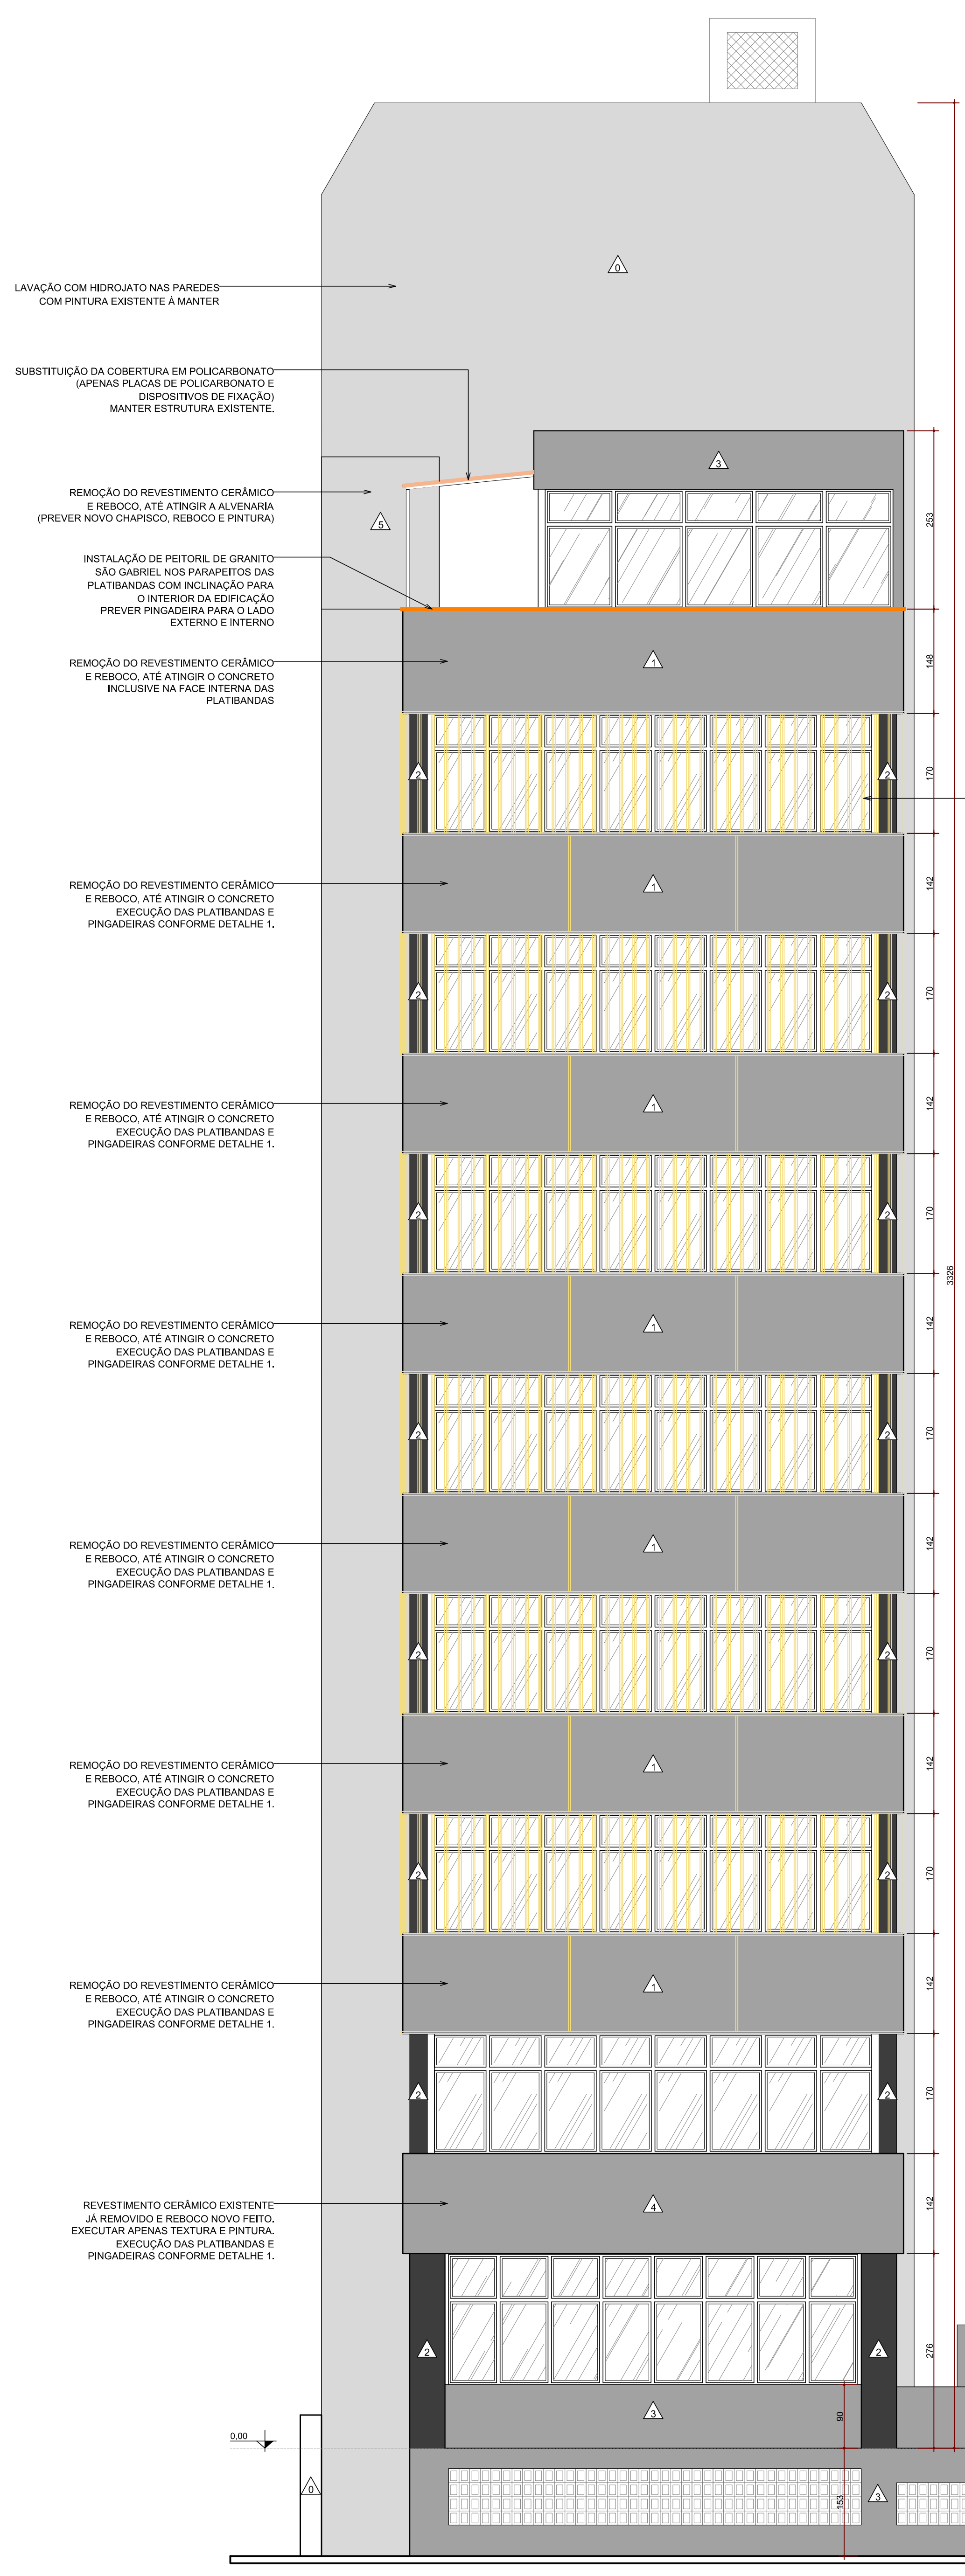 0
LAVAÇÃO COM HIDROJATO NAS PAREDES
COM PINTURA EXISTENTE À MANTER
SUBSTITUIÇÃO DA COBERTURA EM POLICARBONATO
(APENAS PLACAS DE POLICARBONATO E
DISPOSITIVOS DE FIXAÇÃO)
MANTER ESTRUTURA EXISTENTE.
3
REMOÇÃO DO REVESTIMENTO CERÂMICO
E REBOCO, ATÉ ATINGIR A ALVENARIA
(PREVER NOVO CHAPISCO, REBOCO E PINTURA)
5
253
INSTALAÇÃO DE PEITORIL DE GRANITO
SÃO GABRIEL NOS PARAPEITOS DAS
PLATIBANDAS COM INCLINAÇÃO PARA
O INTERIOR DA EDIFICAÇÃO
PREVER PINGADEIRA PARA O LADO
EXTERNO E INTERNO
REMOÇÃO DO REVESTIMENTO CERÂMICO
E REBOCO, ATÉ ATINGIR O CONCRETO
INCLUSIVE NA FACE INTERNA DAS
PLATIBANDAS
1
148
2
2
170
REMOÇÃO DO REVESTIMENTO CERÂMICO
E REBOCO, ATÉ ATINGIR O CONCRETO
EXECUÇÃO DAS PLATIBANDAS E
PINGADEIRAS CONFORME DETALHE 1.
1
142
2
2
170
REMOÇÃO DO REVESTIMENTO CERÂMICO
E REBOCO, ATÉ ATINGIR O CONCRETO
EXECUÇÃO DAS PLATIBANDAS E
PINGADEIRAS CONFORME DETALHE 1.
1
142
2
2
170
3326
REMOÇÃO DO REVESTIMENTO CERÂMICO
E REBOCO, ATÉ ATINGIR O CONCRETO
EXECUÇÃO DAS PLATIBANDAS E
PINGADEIRAS CONFORME DETALHE 1.
1
142
2
2
170
REMOÇÃO DO REVESTIMENTO CERÂMICO
E REBOCO, ATÉ ATINGIR O CONCRETO
EXECUÇÃO DAS PLATIBANDAS E
PINGADEIRAS CONFORME DETALHE 1.
1
142
2
2
170
REMOÇÃO DO REVESTIMENTO CERÂMICO
E REBOCO, ATÉ ATINGIR O CONCRETO
EXECUÇÃO DAS PLATIBANDAS E
PINGADEIRAS CONFORME DETALHE 1.
1
142
2
2
170
REMOÇÃO DO REVESTIMENTO CERÂMICO
E REBOCO, ATÉ ATINGIR O CONCRETO
EXECUÇÃO DAS PLATIBANDAS E
PINGADEIRAS CONFORME DETALHE 1.
1
142
2
2
170
REVESTIMENTO CERÂMICO EXISTENTE
JÁ REMOVIDO E REBOCO NOVO FEITO.
EXECUTAR APENAS TEXTURA E PINTURA.
EXECUÇÃO DAS PLATIBANDAS E
PINGADEIRAS CONFORME DETALHE 1.
4
142
2
2
276
3
90
0,00
0
153
3